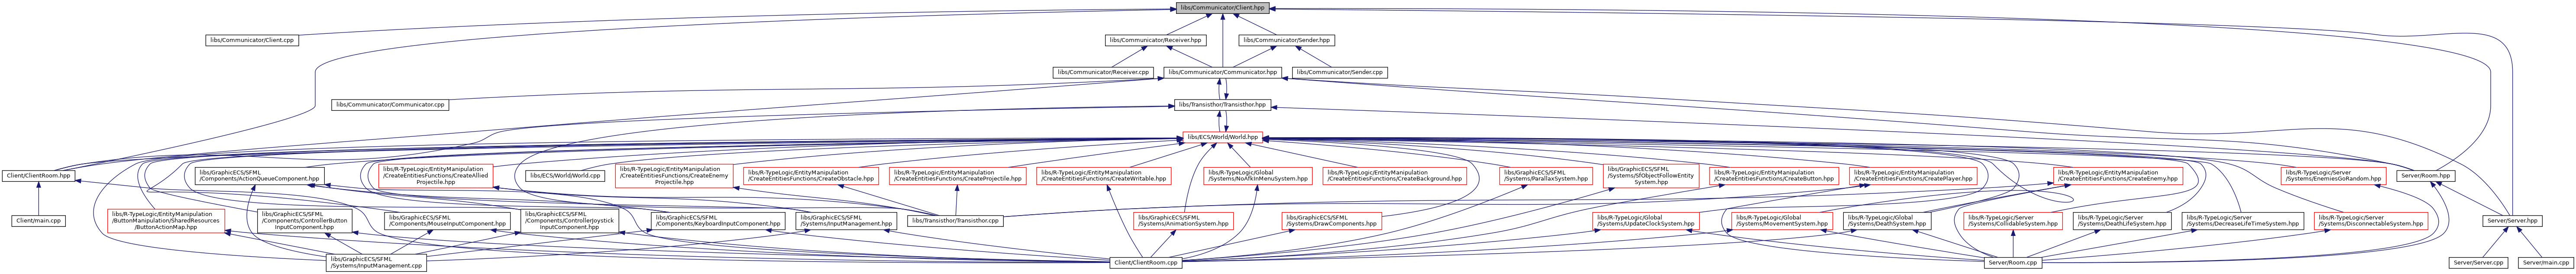 libs/Communicator/Client.hpp
libs/Communicator/Client.cpp
libs/Communicator/Receiver.hpp
libs/Communicator/Sender.hpp
libs/Communicator/Receiver.cpp
libs/Communicator/Communicator.hpp
libs/Communicator/Sender.cpp
libs/Communicator/Communicator.cpp
libs/Transisthor/Transisthor.hpp
libs/ECS/World/World.hpp
Client/ClientRoom.hpp
libs/GraphicECS/SFML
/Components/ActionQueueComponent.hpp
libs/R-TypeLogic/EntityManipulation
/CreateEntitiesFunctions/CreateAllied
Projectile.hpp
libs/ECS/World/World.cpp
libs/R-TypeLogic/EntityManipulation
/CreateEntitiesFunctions/CreateEnemy
Projectile.hpp
libs/R-TypeLogic/EntityManipulation
/CreateEntitiesFunctions/CreateObstacle.hpp
libs/R-TypeLogic/EntityManipulation
/CreateEntitiesFunctions/CreateProjectile.hpp
libs/R-TypeLogic/EntityManipulation
/CreateEntitiesFunctions/CreateWritable.hpp
libs/R-TypeLogic/Global
/Systems/NoAfkInMenuSystem.hpp
libs/R-TypeLogic/EntityManipulation
/CreateEntitiesFunctions/CreateBackground.hpp
libs/GraphicECS/SFML
/Systems/ParallaxSystem.hpp
libs/GraphicECS/SFML
/Systems/SfObjectFollowEntity
System.hpp
libs/R-TypeLogic/EntityManipulation
/CreateEntitiesFunctions/CreateButton.hpp
libs/R-TypeLogic/EntityManipulation
/CreateEntitiesFunctions/CreatePlayer.hpp
libs/R-TypeLogic/EntityManipulation
/CreateEntitiesFunctions/CreateEnemy.hpp
libs/R-TypeLogic/Server
/Systems/EnemiesGoRandom.hpp
Server/Room.hpp
Client/main.cpp
libs/R-TypeLogic/EntityManipulation
/ButtonManipulation/SharedResources
/ButtonActionMap.hpp
libs/GraphicECS/SFML
/Components/ControllerButton
InputComponent.hpp
libs/GraphicECS/SFML
/Components/MouseInputComponent.hpp
libs/GraphicECS/SFML
/Components/ControllerJoystick
InputComponent.hpp
libs/GraphicECS/SFML
/Components/KeyboardInputComponent.hpp
libs/GraphicECS/SFML
/Systems/InputManagement.hpp
libs/Transisthor/Transisthor.cpp
libs/GraphicECS/SFML
/Systems/AnimationSystem.hpp
libs/GraphicECS/SFML
/Systems/DrawComponents.hpp
libs/R-TypeLogic/Global
/Systems/UpdateClockSystem.hpp
libs/R-TypeLogic/Global
/Systems/MovementSystem.hpp
libs/R-TypeLogic/Global
/Systems/DeathSystem.hpp
libs/R-TypeLogic/Server
/Systems/CollidableSystem.hpp
libs/R-TypeLogic/Server
/Systems/DeathLifeSystem.hpp
libs/R-TypeLogic/Server
/Systems/DecreaseLifeTimeSystem.hpp
libs/R-TypeLogic/Server
/Systems/DisconnectableSystem.hpp
Server/Server.hpp
libs/GraphicECS/SFML
/Systems/InputManagement.cpp
Client/ClientRoom.cpp
Server/Room.cpp
Server/Server.cpp
Server/main.cpp